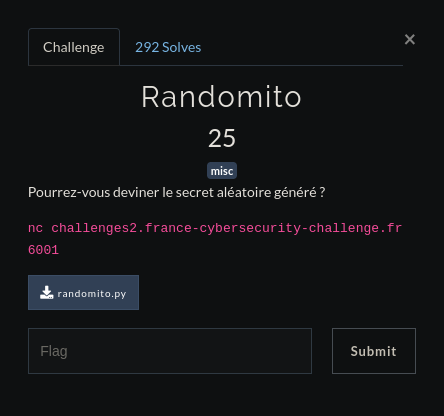 Challenge
292 Solves
×
Randomito
25
misc
Pourrez-vous deviner le secret aléatoire généré ?
nc challenges2.france-cybersecurity-challenge.fr
6001
randomito.py
Flag
Submit